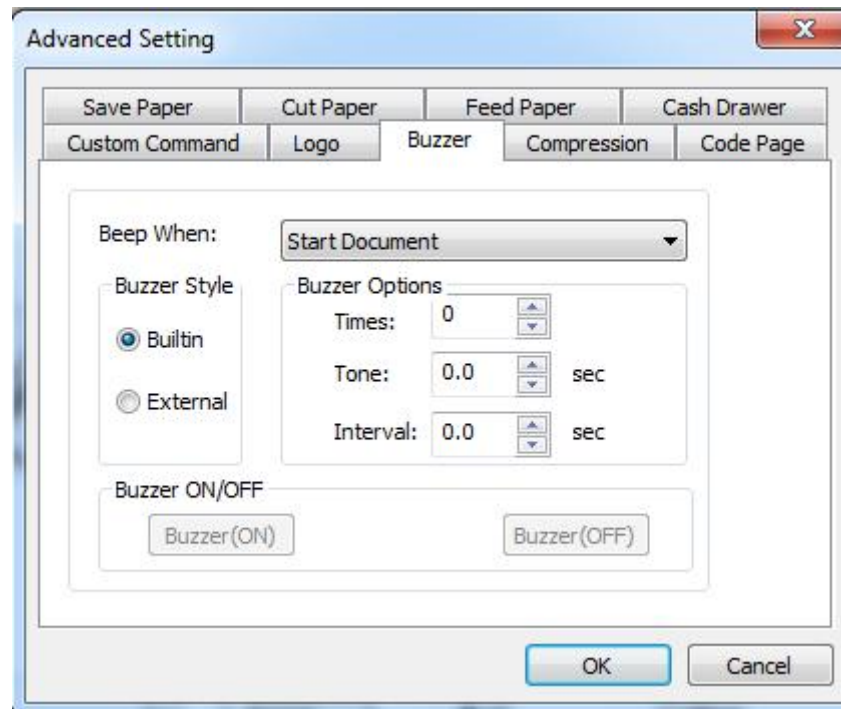 Advanced Setting
Save Paper Cut Paper Feed Paper Cash Drawer
Custom Command Logo Buzzer Compression Code Page
Beep When: Start Document
Buzzer Style Buzzer Options
Times: 0
Builtin
Tone: 0.0 sec
External
Interval: 0.0 sec
Buzzer ON/OFF
Buzzer(ON) Buzzer(OFF)
OK Cancel